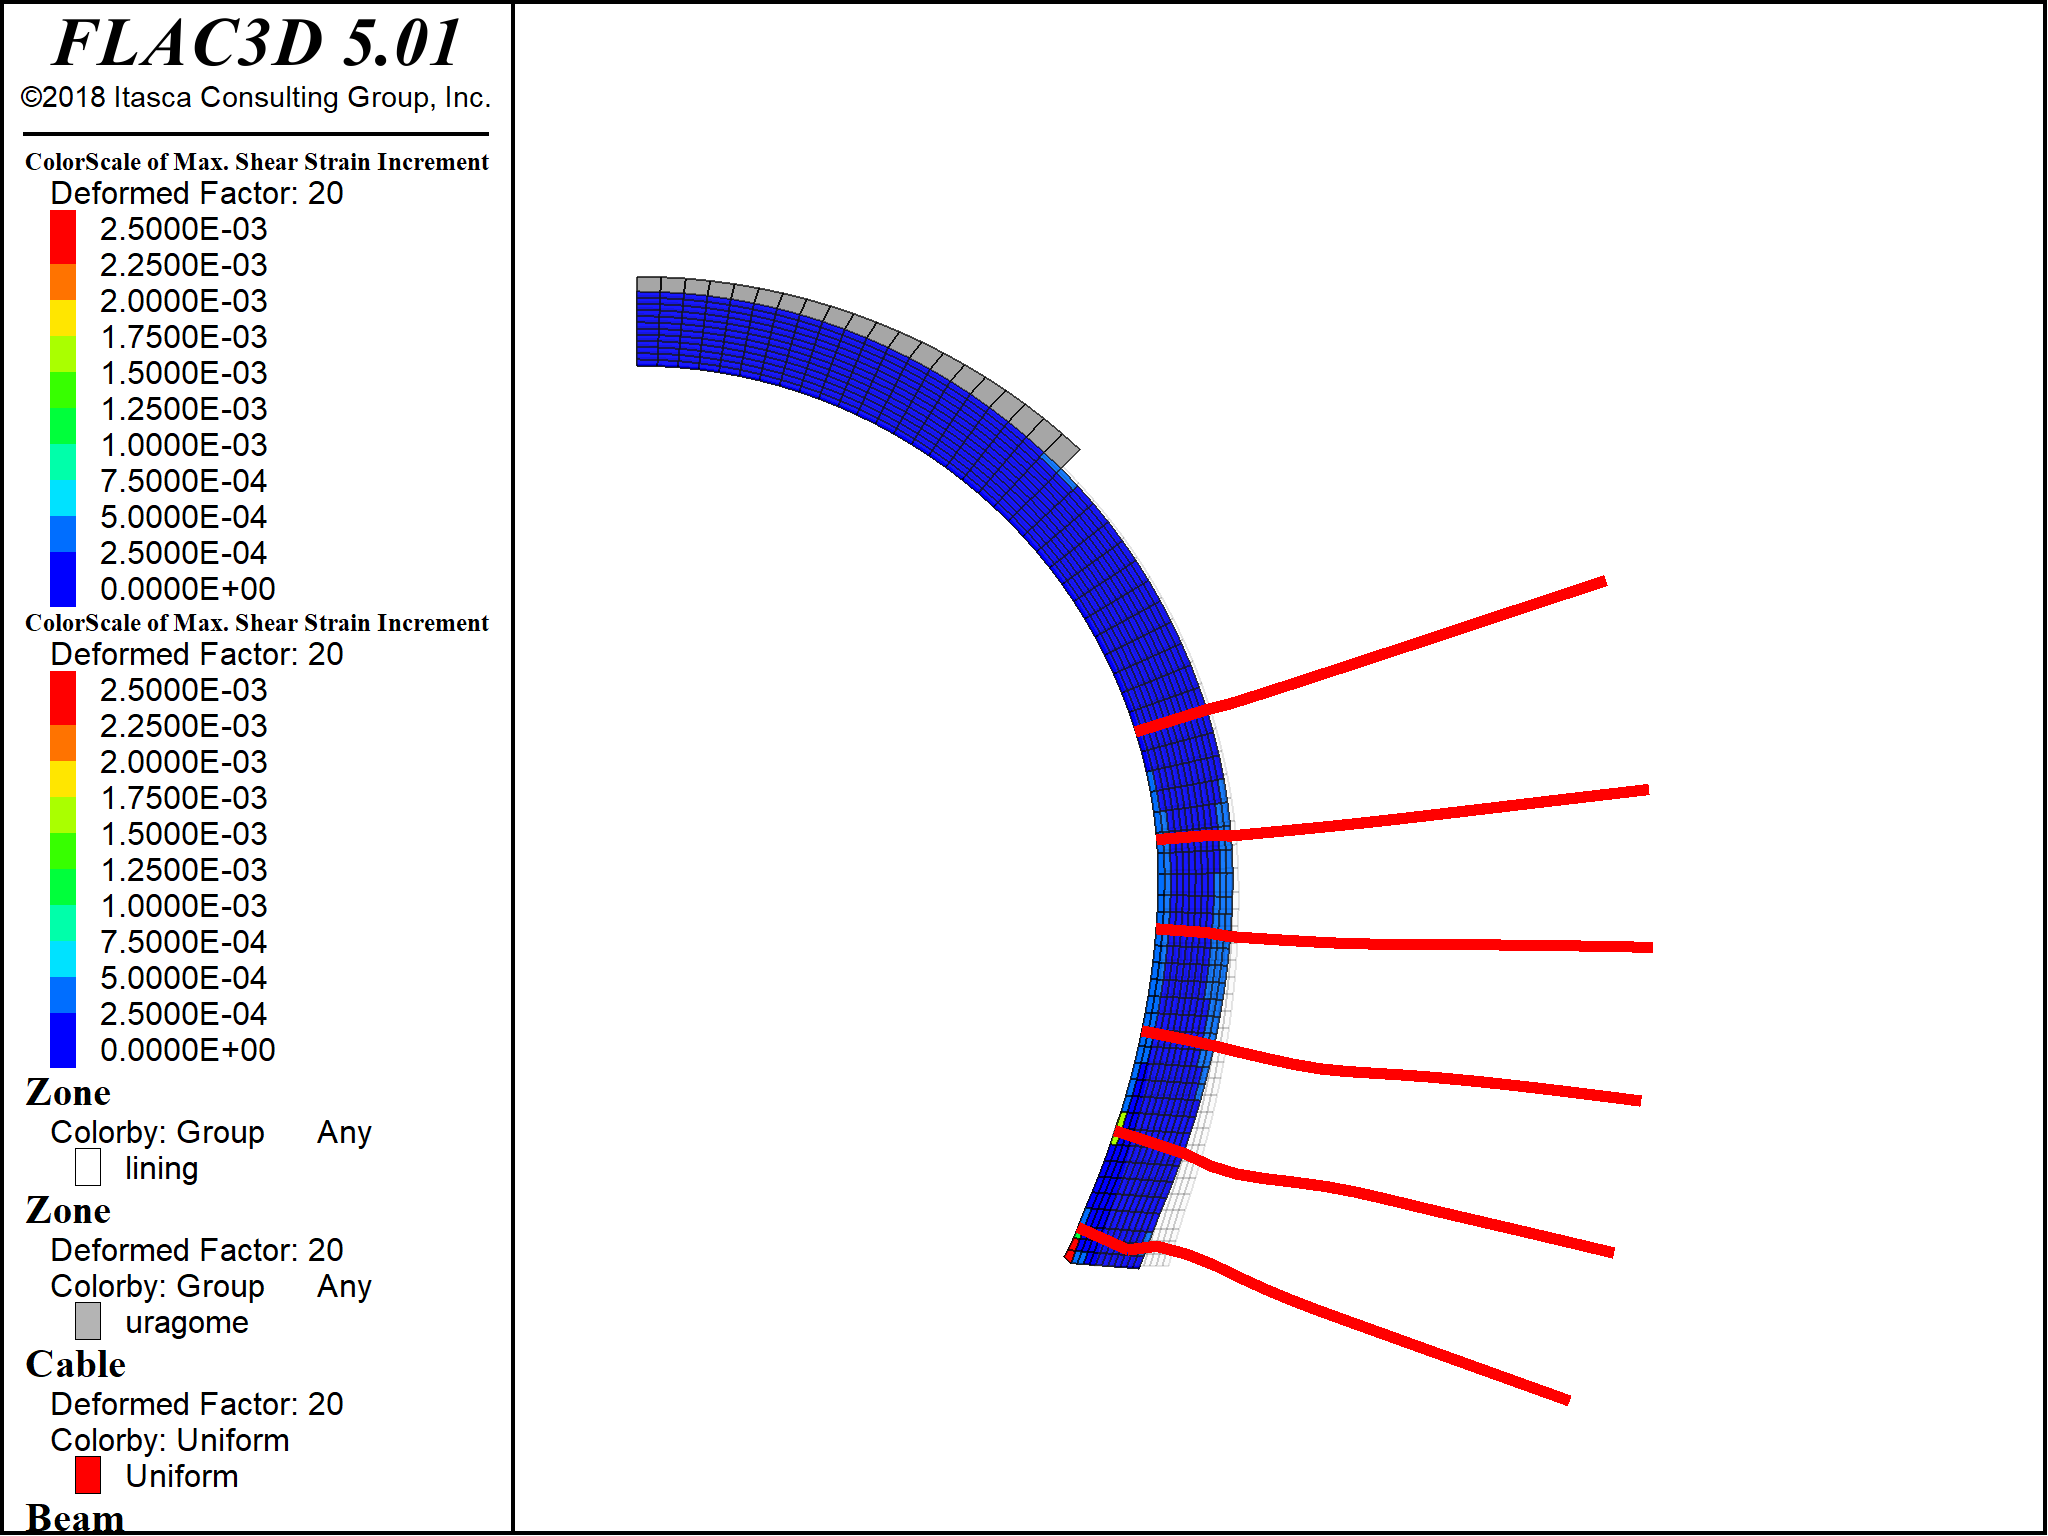 FLAC3D 5.01
©2018 Itasca Consulting Group, Inc.
ColorScale of Max. Shear Strain Increment
Deformed Factor: 20
2.5000E-03
2.2500E-03
2.0000E-03
1.7500E-03
1.5000E-03
1.2500E-03
1.0000E-03
7.5000E-04
5.0000E-04
2.5000E-04
0.0000E+00
ColorScale of Max. Shear Strain Increment
Deformed Factor: 20
2.5000E-03
2.2500E-03
2.0000E-03
1.7500E-03
1.5000E-03
1.2500E-03
1.0000E-03
7.5000E-04
5.0000E-04
2.5000E-04
0.0000E+00
Zone
Colorby: Group Any
lining
Zone
Deformed Factor: 20
Colorby: Group Any
uragome
Cable
Deformed Factor: 20
Colorby: Uniform
Uniform
Beam